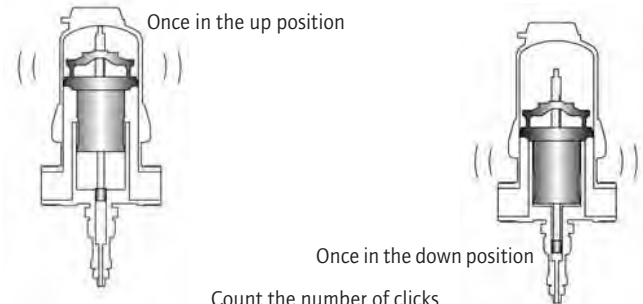 Once in the up position
Once in the down position
Count the number of clicks